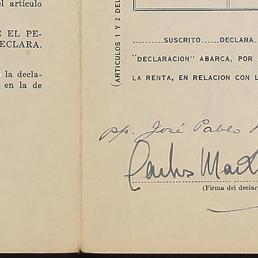 el artículo
E EL PE-
ECLARA.
la decla-
en la de
(ARTICULOS 1 Y 2 DEL
SUSCRITO DECLARA,
"DECLARACION" ABARCA, POR
LA RENTA, EN RELACION CON L
pp. José Pablo
Carlos
(Firma del declar